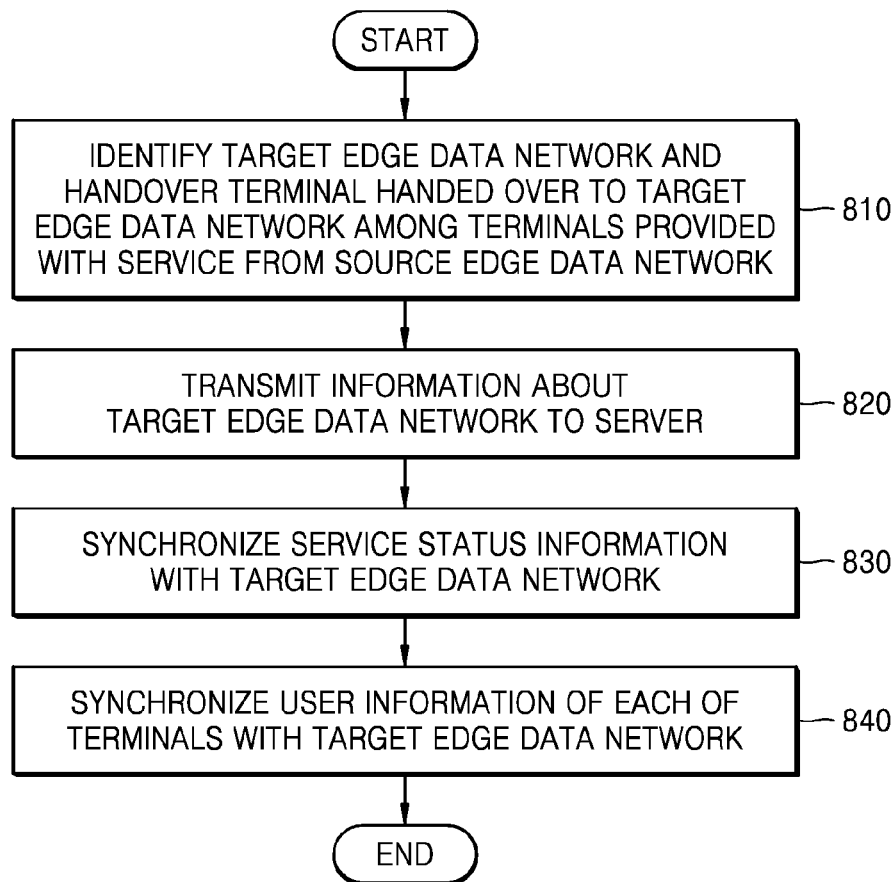 START
IDENTIFY TARGET EDGE DATA NETWORK AND
HANDOVER TERMINAL HANDED OVER TO TARGET
EDGE DATA NETWORK AMONG TERMINALS PROVIDED
WITH SERVICE FROM SOURCE EDGE DATA NETWORK
810
TRANSMIT INFORMATION ABOUT
TARGET EDGE DATA NETWORK TO SERVER
820
SYNCHRONIZE SERVICE STATUS INFORMATION
WITH TARGET EDGE DATA NETWORK
830
SYNCHRONIZE USER INFORMATION OF EACH OF
TERMINALS WITH TARGET EDGE DATA NETWORK
840
END